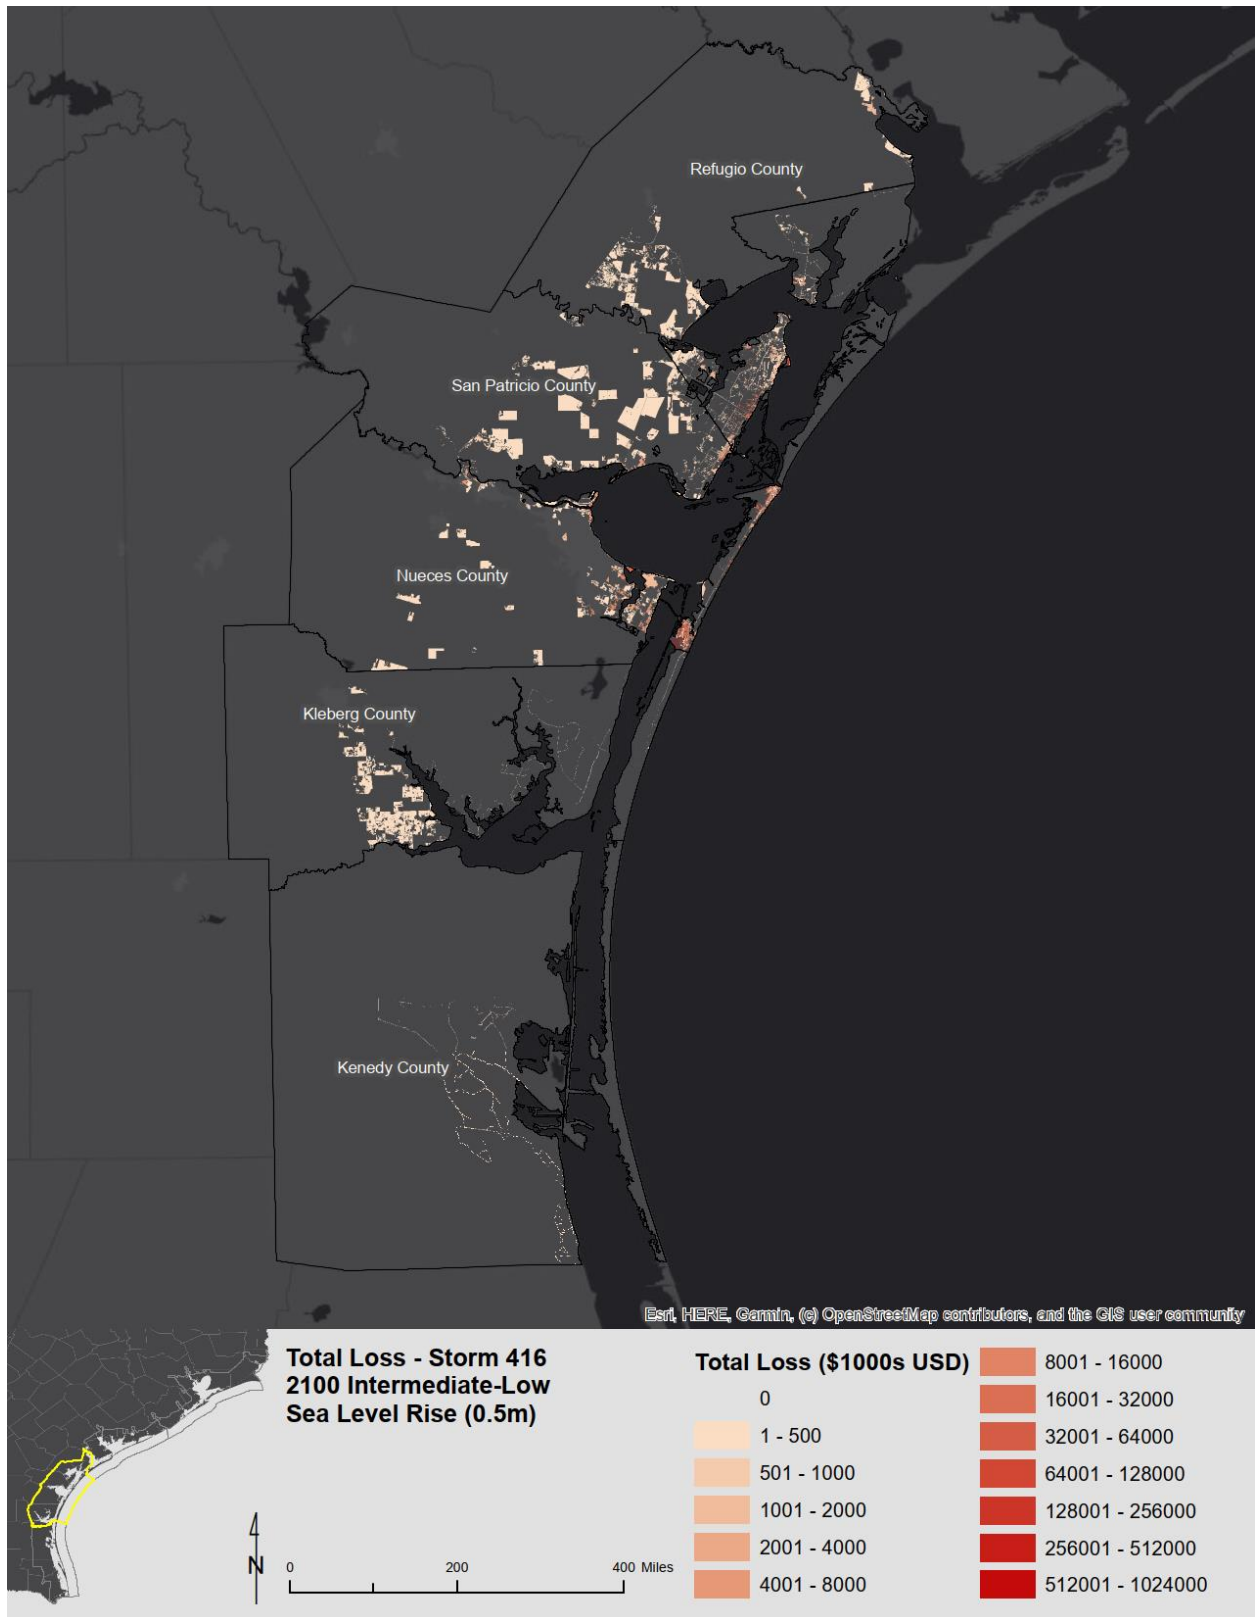 Refugio County
San Patricio County
Nueces County
Kleberg County
Kenedy County
Esri, HERE, Garmin, (c) OpenStreetMap contributors, and the GIS user community
Total Loss - Storm 416
2100 Intermediate-Low
Sea Level Rise (0.5m)
N
0 200 400 Miles
Total Loss ($1000s USD)
0
1 - 500
501 - 1000
1001 - 2000
2001 - 4000
4001 - 8000
8001 - 16000
16001 - 32000
32001 - 64000
64001 - 128000
128001 - 256000
256001 - 512000
512001 - 1024000